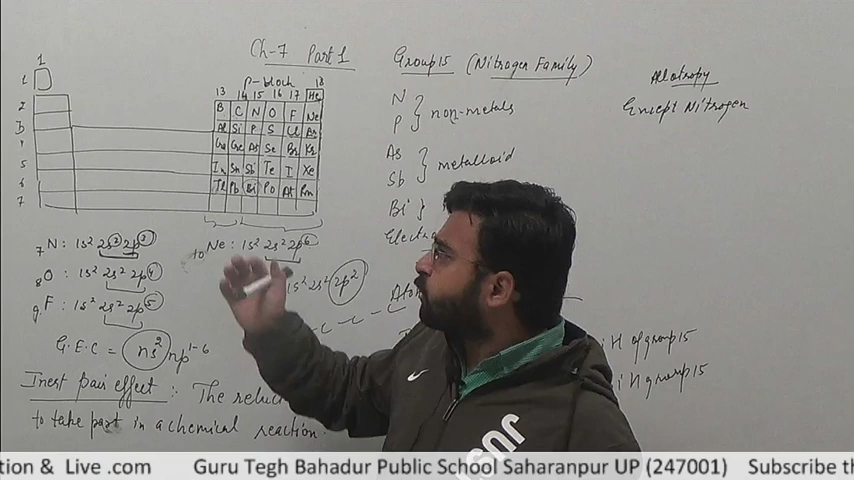 Ch-7 Part 1
Group 15 (Nitrogen Family)
Allotropy
Except Nitrogen
N
P
} non-metals
As
Sb
} metalloid
Bi }
P-block
1
13 14 15 16 17 18
He
1
2
3
4
5
6
7
B C N O F Ne
Al Si P S Cl Ar
Ga Ge As Se Br Kr
In Sn Sb Te I Xe
Tl Pb Bi Po At Rn
₇N : 1s² 2s² 2p³
₈O : 1s² 2s² 2p⁴
₉F : 1s² 2s² 2p⁵
₁₀Ne : 1s² 2s² 2p⁶
1s² 2s² 2p²
G.E.C = ns² np¹⁻⁶
Inert pair effect :- The
to take part in a chemical reaction.
H of group 15
H group 15
tion & Live .com Guru Tegh Bahadur Public School Saharanpur UP (247001) Subscribe th